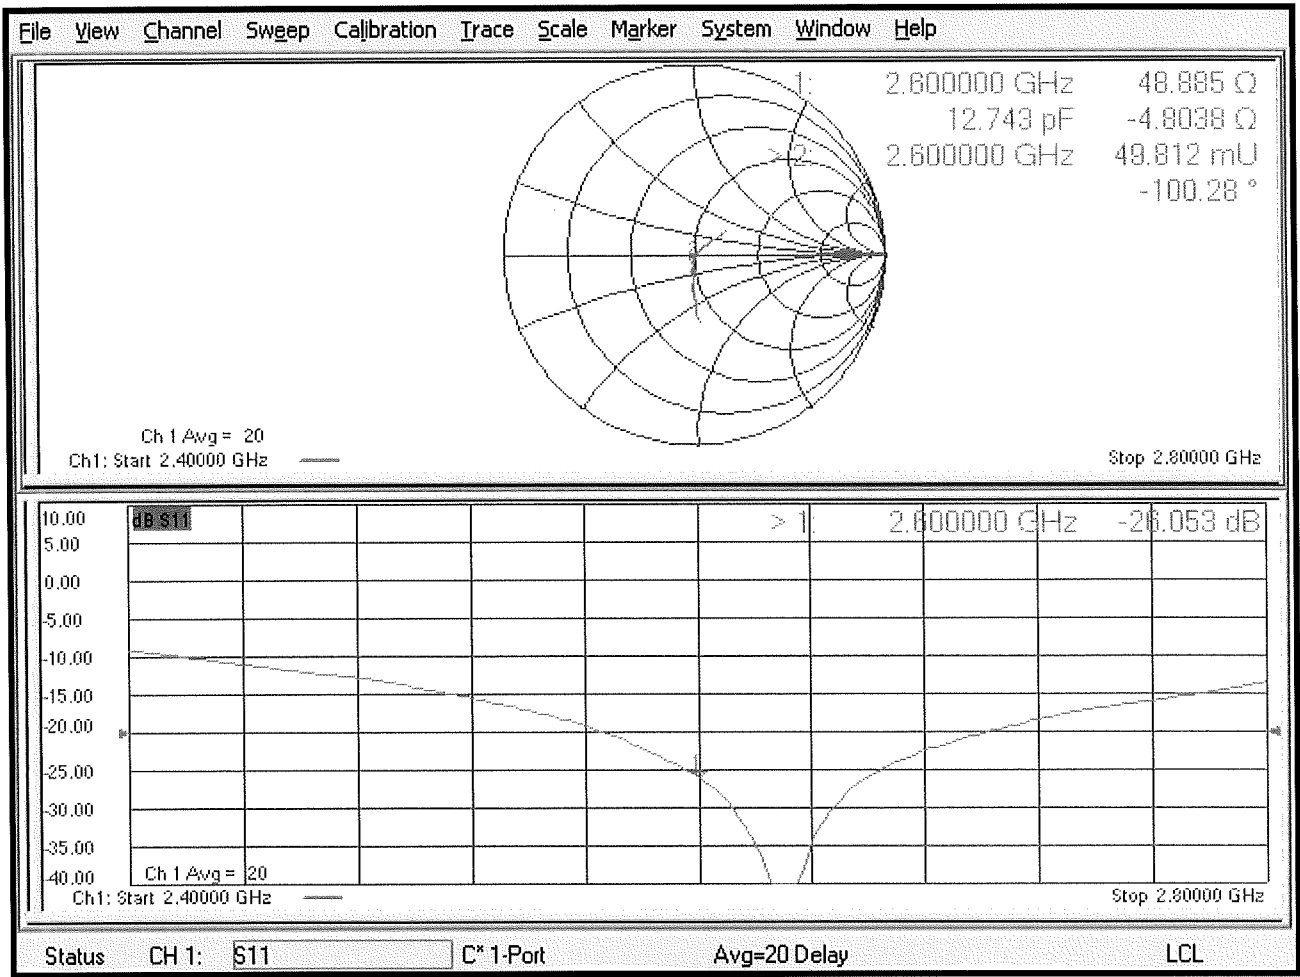 File View Channel Sweep Calibration Trace Scale Marker System Window Help
1: 2.600000 GHz 48.885 Ω
12.743 pF -4.8038 Ω
> 2: 2.600000 GHz 49.812 mU
-100.28 °
Ch 1 Avg = 20
Ch1: Start 2.40000 GHz
Stop 2.80000 GHz
10.00
dB S11
> 1: 2.600000 GHz -26.053 dB
5.00
0.00
-5.00
-10.00
-15.00
-20.00
-25.00
-30.00
-35.00
-40.00
Ch 1 Avg = 20
Ch1: Start 2.40000 GHz
Stop 2.80000 GHz
Status CH 1: S11 C* 1-Port Avg=20 Delay LCL